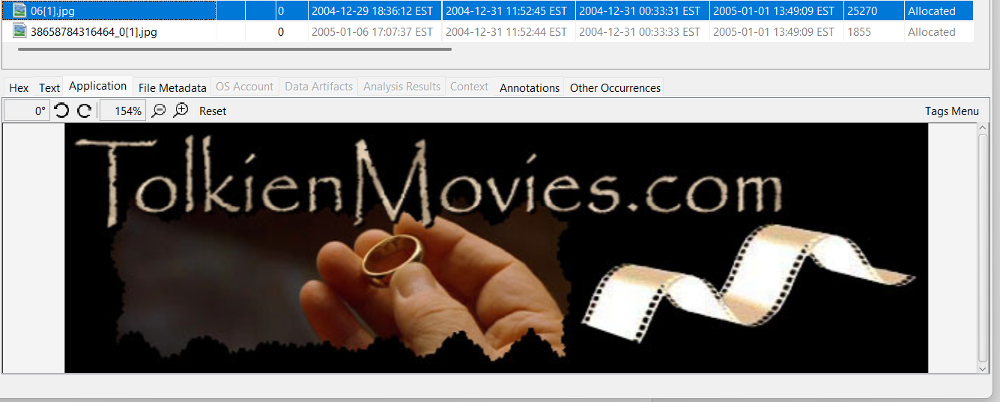 06[1].jpg 0 2004-12-29 18:36:12 EST 2004-12-31 11:52:45 EST 2004-12-31 00:33:31 EST 2005-01-01 13:49:09 EST 25270 Allocated
38658784316464_0[1].jpg 0 2005-01-06 17:07:37 EST 2004-12-31 11:52:44 EST 2004-12-31 00:33:33 EST 2005-01-01 13:49:09 EST 1855 Allocated
Hex Text Application File Metadata OS Account Data Artifacts Analysis Results Context Annotations Other Occurrences
0° 154% Reset Tags Menu
TolkienMovies.com